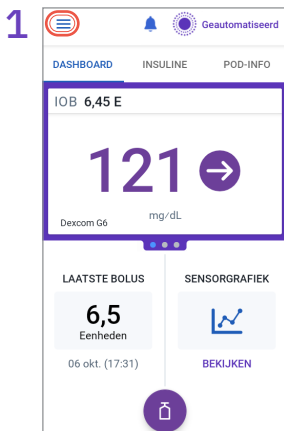 1
Geautomatiseerd
DASHBOARD INSULINE POD-INFO
IOB 6,45 E
121
mg/dL
Dexcom G6
LAATSTE BOLUS
6,5
Eenheden
06 okt. (17:31)
SENSORGRAFIEK
BEKIJKEN